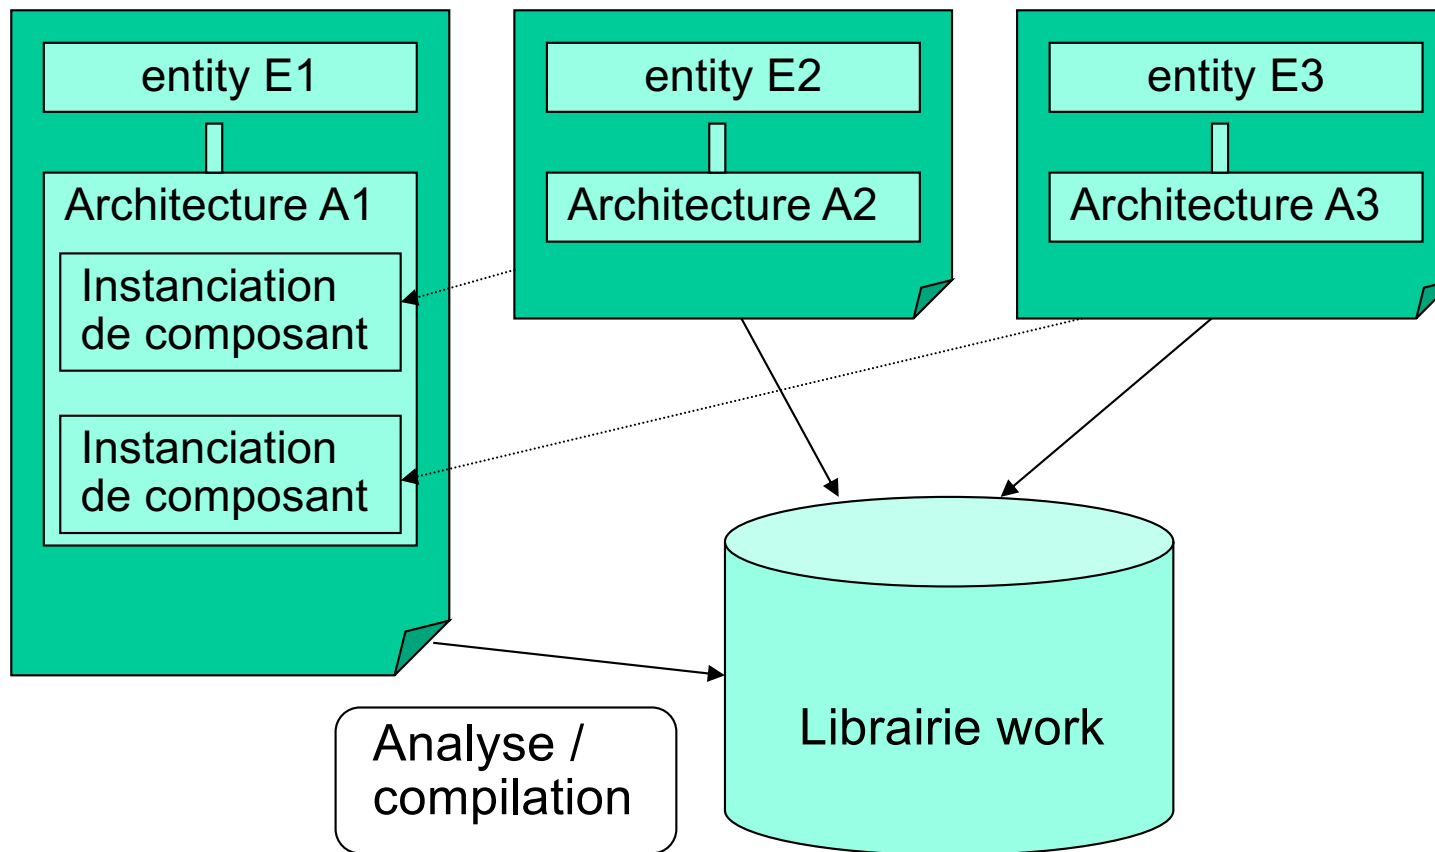 entity E1
Architecture A1
Instanciation
de composant
Instanciation
de composant
entity E2
Architecture A2
entity E3
Architecture A3
Analyse /
compilation
Librairie work